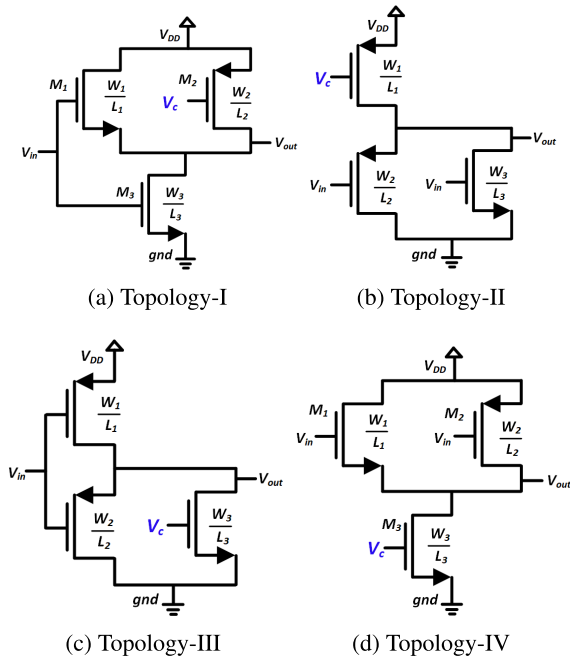 V_DD
M_1
W_1
L_1
M_2
W_2
L_2
V_c
V_in
V_out
M_3
W_3
L_3
gnd
(a) Topology-I
V_DD
V_c
W_1
L_1
V_out
V_in
W_2
L_2
V_in
W_3
L_3
gnd
(b) Topology-II
V_DD
W_1
L_1
V_in
V_out
W_2
L_2
V_c
W_3
L_3
gnd
(c) Topology-III
V_DD
M_1
W_1
L_1
V_in
M_2
W_2
L_2
V_in
V_out
M_3
V_c
W_3
L_3
gnd
(d) Topology-IV